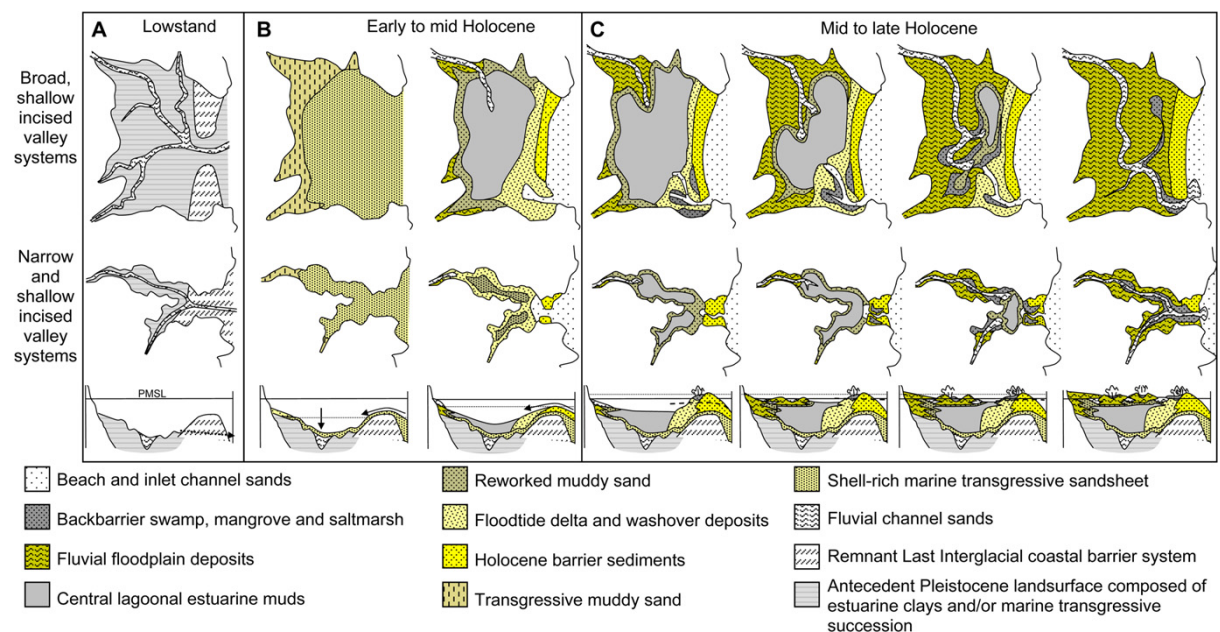 A Lowstand
B Early to mid Holocene
C Mid to late Holocene
Broad,
shallow
incised
valley
systems
Narrow
and
shallow
incised
valley
systems
PMSL
Beach and inlet channel sands
Backbarrier swamp, mangrove and saltmarsh
Fluvial floodplain deposits
Central lagoonal estuarine muds
Reworked muddy sand
Floodtide delta and washover deposits
Holocene barrier sediments
Transgressive muddy sand
Shell-rich marine transgressive sandsheet
Fluvial channel sands
Remnant Last Interglacial coastal barrier system
Antecedent Pleistocene landsurface composed of
estuarine clays and/or marine transgressive
succession